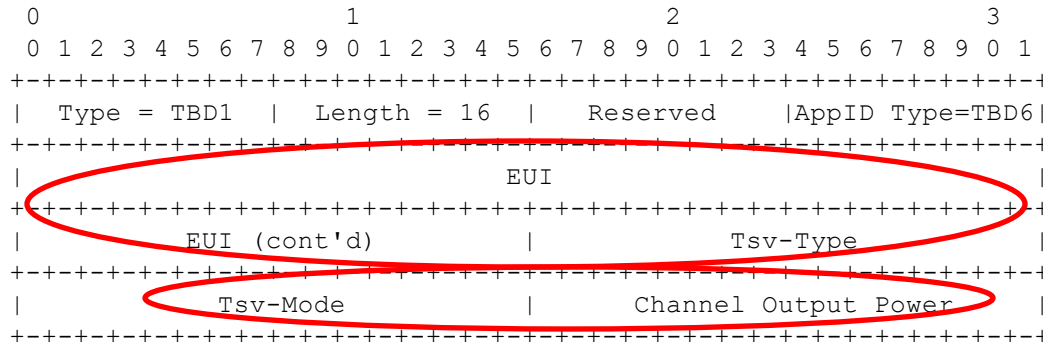 0 1 2 3
0 1 2 3 4 5 6 7 8 9 0 1 2 3 4 5 6 7 8 9 0 1 2 3 4 5 6 7 8 9 0 1
+-+-+-+-+-+-+-+-+-+-+-+-+-+-+-+-+-+-+-+-+-+-+-+-+-+-+-+-+-+-+-+-+
| Type = TBD1 | Length = 16 | Reserved |AppID Type=TBD6|
+-+-+-+-+-+-+-+-+-+-+-+-+-+-+-+-+-+-+-+-+-+-+-+-+-+-+-+-+-+-+-+-+
| EUI |
+-+-+-+-+-+-+-+-+-+-+-+-+-+-+-+-+-+-+-+-+-+-+-+-+-+-+-+-+-+-+-+-+
| EUI (cont'd) | Tsv-Type |
+-+-+-+-+-+-+-+-+-+-+-+-+-+-+-+-+-+-+-+-+-+-+-+-+-+-+-+-+-+-+-+-+
| Tsv-Mode | Channel Output Power |
+-+-+-+-+-+-+-+-+-+-+-+-+-+-+-+-+-+-+-+-+-+-+-+-+-+-+-+-+-+-+-+-+